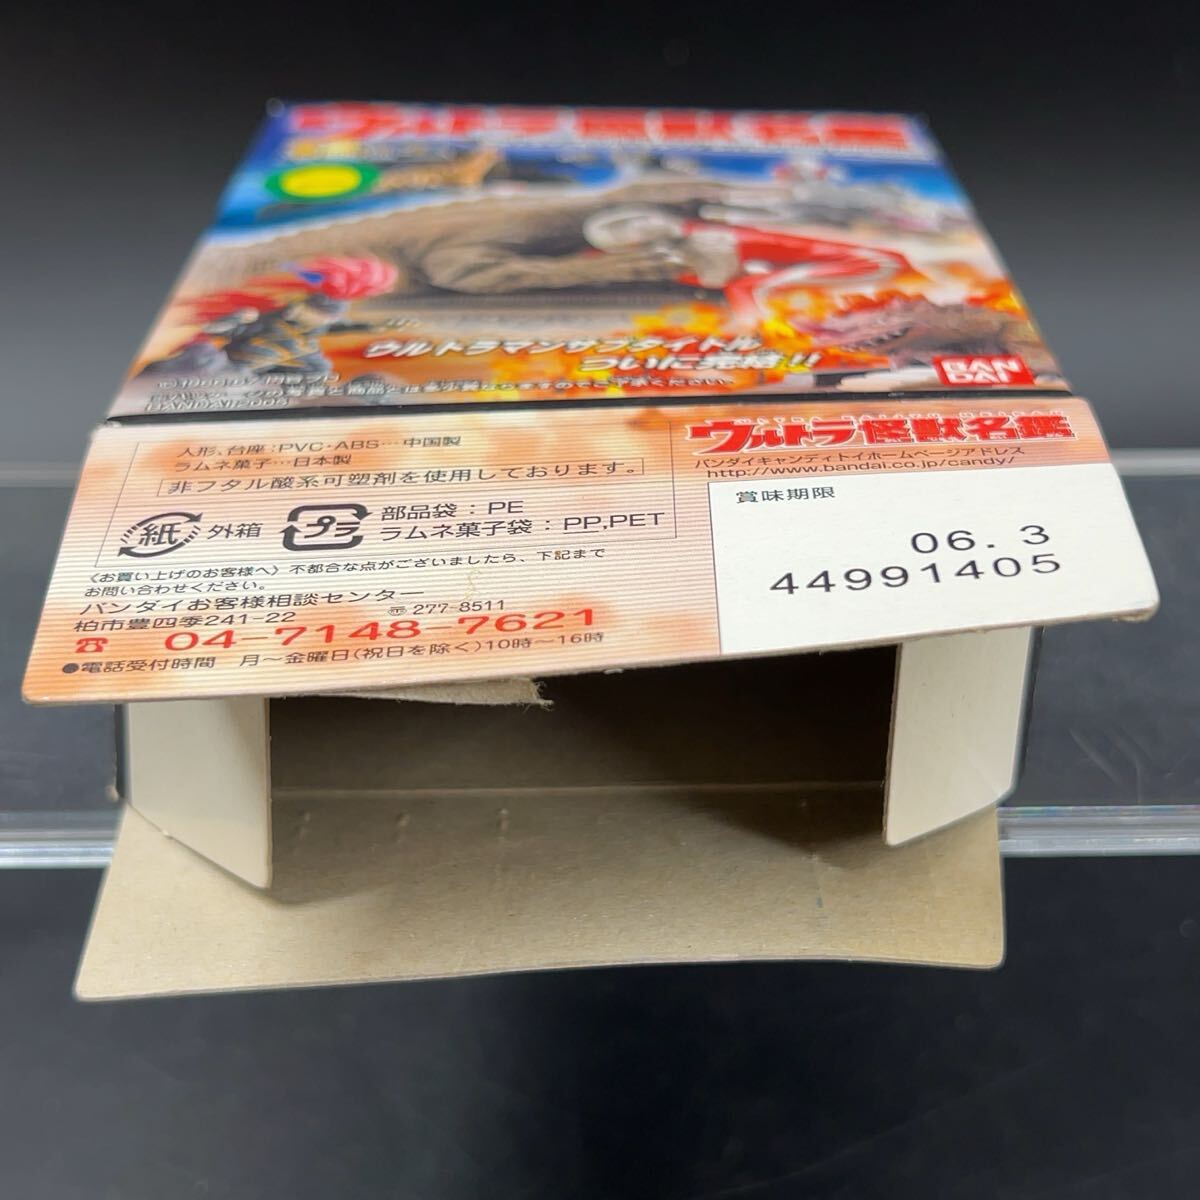 ウルトラ怪獣名鑑
ウルトラマンサブタイトル
ついに完結!!
BAN
DAI
BANDAI 2005
人形、台座:PVC・ABS…中国製
ラムネ菓子…日本製
非フタル酸系可塑剤を使用しております。
紙 外箱
プラ 部品袋:PE
ラムネ菓子袋:PP,PET
〈お買い上げのお客様へ〉不都合な点がございましたら、下記まで
お問い合わせください。
バンダイお客様相談センター
柏市豊四季241-22 〠277-8511
☎ 04-7148-7621
●電話受付時間 月〜金曜日(祝日を除く)10時〜16時
ウルトラ怪獣名鑑
バンダイキャンディトイホームページアドレス
http://www.bandai.co.jp/candy/
賞味期限
06. 3
44991405